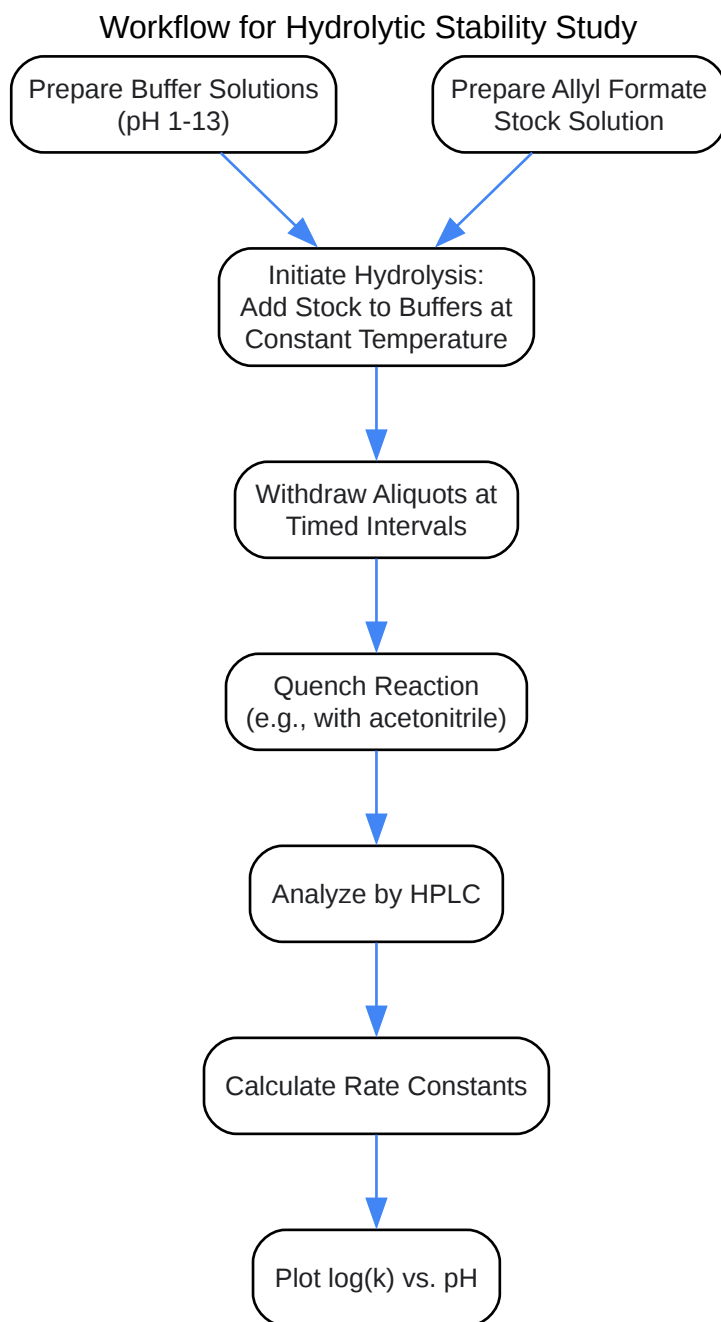 Workflow for Hydrolytic Stability Study
Prepare Buffer Solutions
(pH 1-13)
Prepare Allyl Formate
Stock Solution
Initiate Hydrolysis:
Add Stock to Buffers at
Constant Temperature
Withdraw Aliquots at
Timed Intervals
Quench Reaction
(e.g., with acetonitrile)
Analyze by HPLC
Calculate Rate Constants
Plot log(k) vs. pH